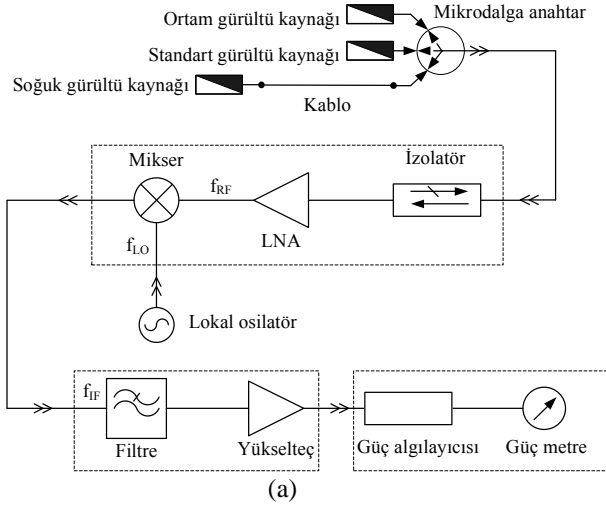 Ortam gürültü kaynağı
Mikrodalga anahtar
Standart gürültü kaynağı
Soğuk gürültü kaynağı
Kablo
Mikser
İzolatör
fRF
LNA
fLO
Lokal osilatör
fIF
Filtre
Yükselteç
Güç algılayıcısı
Güç metre
(a)